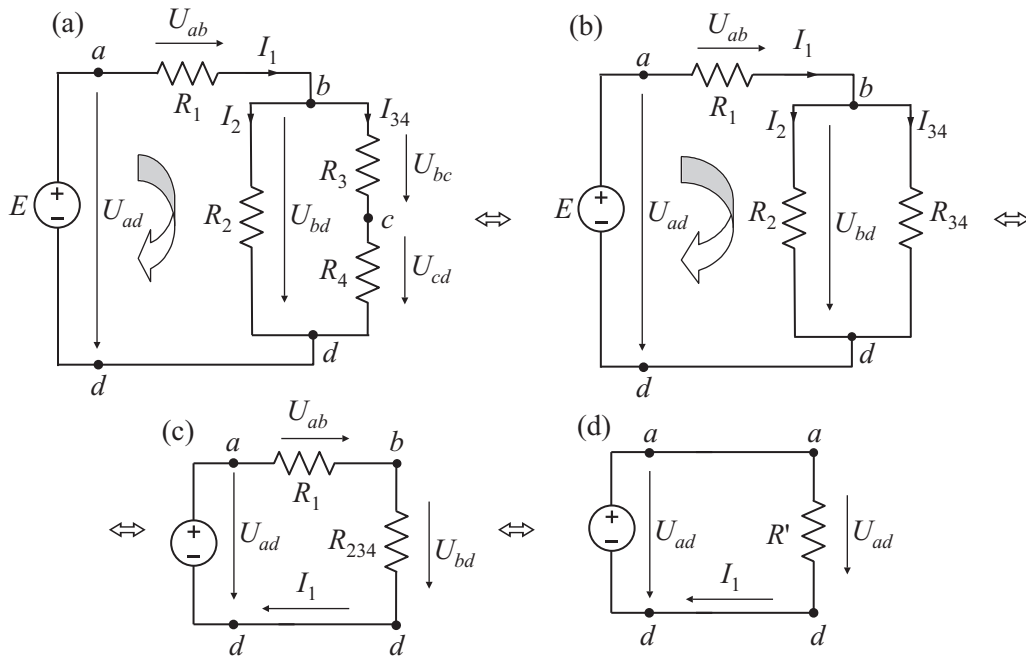 (a)
U_ab
a
I_1
R_1
b
I_2
I_34
R_3
U_bc
E
+
−
U_ad
R_2
U_bd
c
R_4
U_cd
d
d
(b)
U_ab
a
I_1
R_1
b
I_2
I_34
E
+
−
U_ad
R_2
U_bd
R_34
d
d
(c)
U_ab
a
b
R_1
+
−
U_ad
R_234
U_bd
I_1
d
d
(d)
a
a
+
−
U_ad
R'
U_ad
I_1
d
d